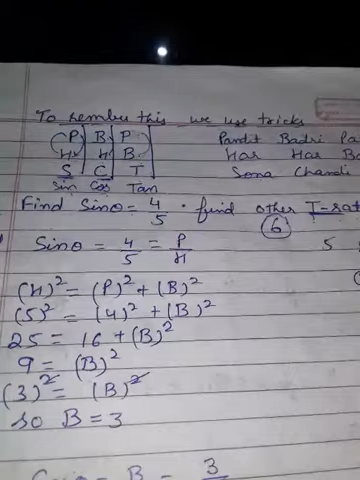 To rember this we use tricks
P B P Pandit Badri
H H B Har Har
S C T Sona Chandi
Sin Cos Tan
Find Sinθ = 4/5 . find other T-rat
6
Sinθ = 4/5 = P/H 5
(H)² = (P)² + (B)²
(5)² = (4)² + (B)²
25 = 16 + (B)²
9 = (B)²
(3)² = (B)²
so B = 3
B 3